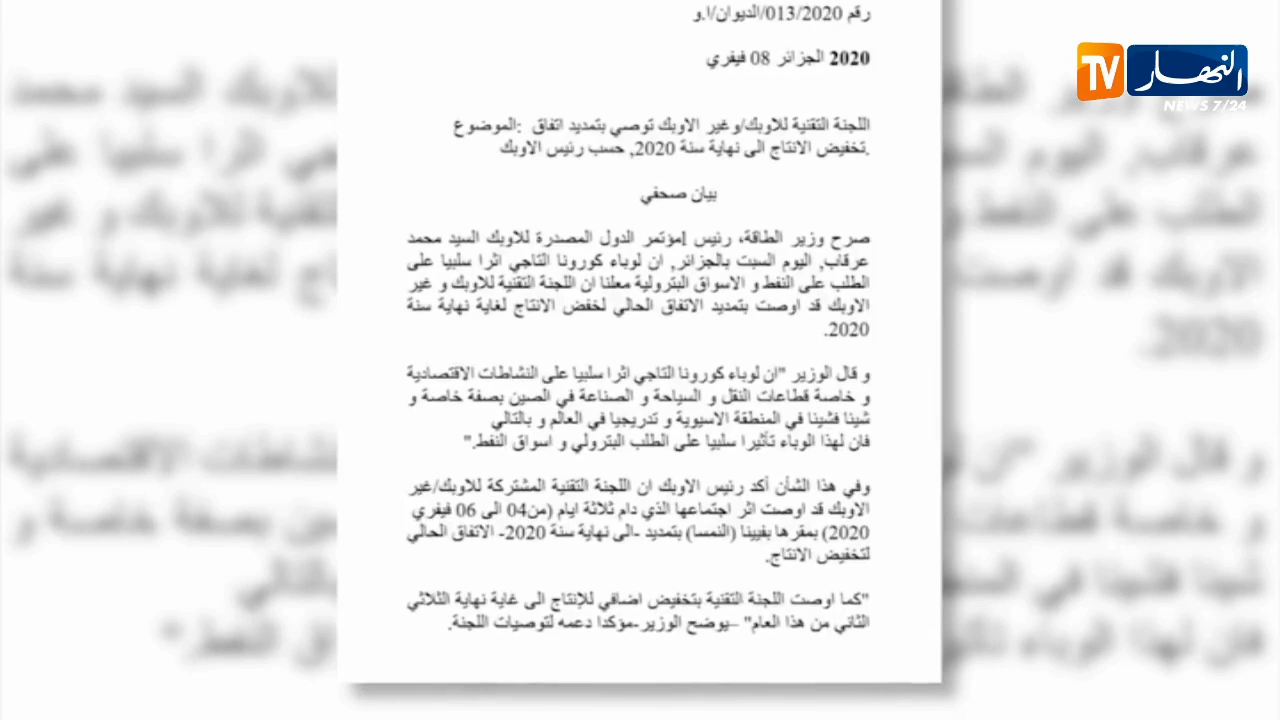 رقم 013/2020/الديوان/ا.و
2020 الجزائر 08 فيفري
اللجنة التقنية للاوبك/وغير الاوبك توصي بتمديد اتفاق :الموضوع
.تخفيض الانتاج الى نهاية سنة 2020, حسب رئيس الاوبك
بيان صحفي
صرح وزير الطاقة، رئيس إمؤتمر الدول المصدرة للاوبك السيد محمد
عرقاب, اليوم السبت بالجزائر, ان لوباء كورونا التاجي اثرا سلبيا على
الطلب على النفط و الاسواق البترولية معلنا ان اللجنة التقنية للاوبك و غير
الاوبك قد اوصت بتمديد الاتفاق الحالي لخفض الانتاج لغاية نهاية سنة
2020.
و قال الوزير "ان لوباء كورونا التاجي اثرا سلبيا على النشاطات الاقتصادية
و خاصة قطاعات النقل و السياحة و الصناعة في الصين بصفة خاصة و
شينا فشينا في المنطقة الاسيوية و تدريجيا في العالم و بالتالي
فان لهذا الوباء تأثيرا سلبيا على الطلب البترولي و اسواق النفط."
وفي هذا الشأن أكد رئيس الاوبك ان اللجنة التقنية المشتركة للاوبك/غير
الاوبك قد اوصت اثر اجتماعها الذي دام ثلاثة ايام (من04 الى 06 فيفري
2020) بمقرها بفيينا (النمسا) بتمديد -الى نهاية سنة 2020- الاتفاق الحالي
لتخفيض الانتاج.
"كما اوصت اللجنة التقنية بتخفيض اضافي للإنتاج الى غاية نهاية الثلاثي
الثاني من هذا العام" –يوضح الوزير-مؤكدا دعمه لتوصيات اللجنة.
النهار TV
NEWS 7/24